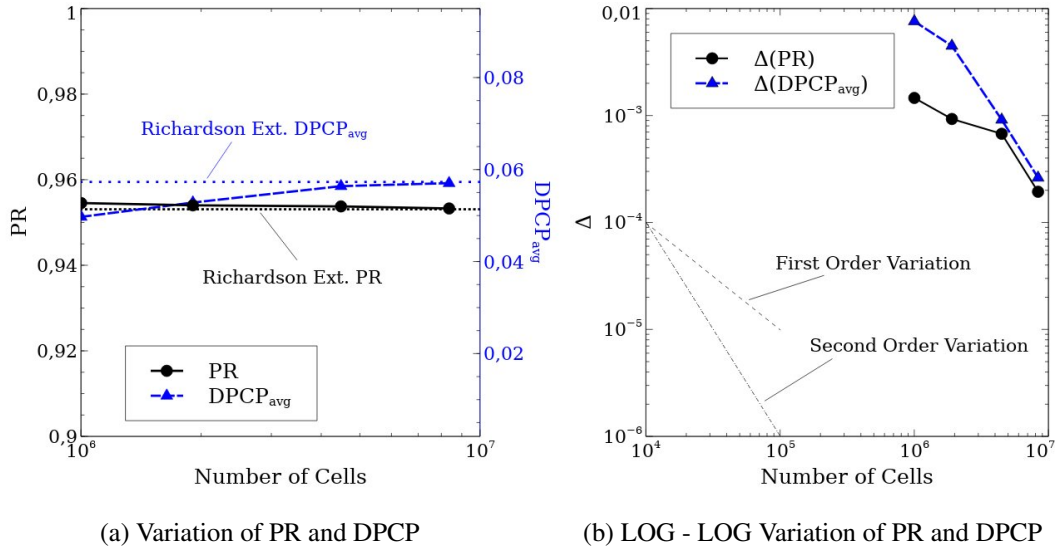 1
0,98
0,96
0,94
0,92
0,9
PR
0,08
0,06
0,04
0,02
DPCPavg
Richardson Ext. DPCPavg
Richardson Ext. PR
PR
DPCPavg
10^6
10^7
Number of Cells
(a) Variation of PR and DPCP
0,01
10^-3
10^-4
10^-5
10^-6
Δ
Δ(PR)
Δ(DPCPavg)
First Order Variation
Second Order Variation
10^4
10^5
10^6
10^7
Number of Cells
(b) LOG - LOG Variation of PR and DPCP